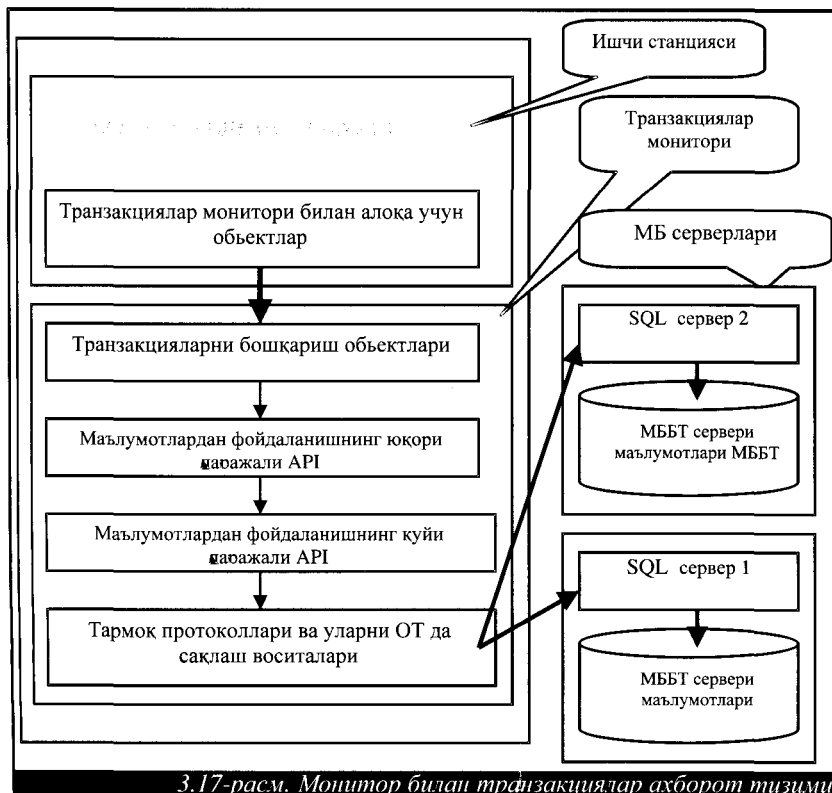 Ишчи станцияси
Транзакциялар
монитори
МБ серверлари
Транзакциялар монитори билан алоқа учун
обьектлар
Транзакцияларни бошқариш обьектлари
Маълумотлардан фойдаланишнинг юқори
даражали API
Маълумотлардан фойдаланишнинг қуйи
даражали API
Тармоқ протоколлари ва уларни ОТ да
сақлаш воситалари
SQL сервер 2
МББТ сервери
маълумотлари МББТ
SQL сервер 1
МББТ сервери
маълумотлари
3.17-расм. Монитор билан транзакциялар ахборот тизими